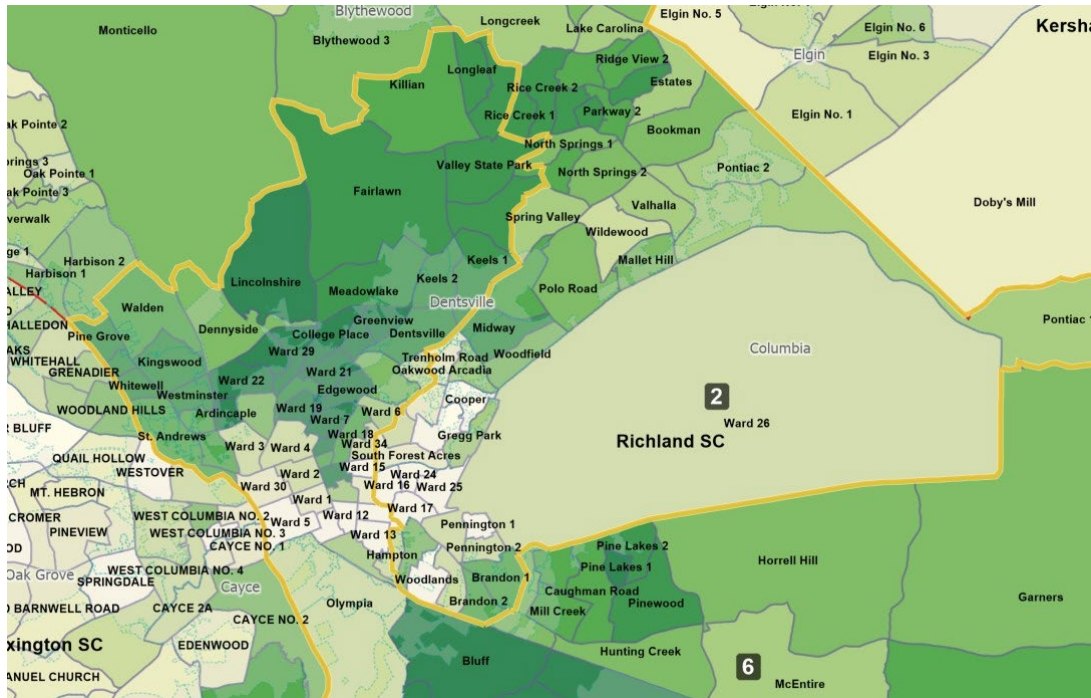 Blythewood
Monticello
Longcreek
Elgin No. 5
Elgin No. 6
Lake Carolina
Kersha
Blythewood 3
Elgin
Elgin No. 3
Longleaf
Ridge View 2
Killian
Rice Creek 2
Estates
Rice Creek 1
Parkway 2
Elgin No. 1
ak Pointe 2
Bookman
North Springs 1
prings 3
Oak Pointe 1
Valley State Park
Pontiac 2
North Springs 2
ak Pointe 3
Fairlawn
Valhalla
Doby's Mill
verwalk
Spring Valley
Wildewood
ge 1
Harbison 2
Keels 1
Mallet Hill
Harbison 1
Lincolnshire
Keels 2
ALLEY
Meadowlake
Polo Road
Walden
Dentsville
HALLEDON
Dennyside
Greenview
Pine Grove
College Place
Dentsville
Midway
Pontiac 1
AKS
Ward 29
Trenholm Road
Woodfield
Columbia
WHITEHALL
Kingswood
Oakwood Arcadia
GRENADIER
Ward 22
Ward 21
Whitewell
Edgewood
Westminster
2
WOODLAND HILLS
Ardincaple
Ward 19
Ward 6
Cooper
Ward 7
Ward 26
R BLUFF
St. Andrews
Ward 18
Gregg Park
Richland SC
Ward 3
Ward 4
Ward 34
QUAIL HOLLOW
South Forest Acres
WESTOVER
Ward 15
Ward 2
Ward 24
RCH
MT. HEBRON
Ward 30
Ward 16
Ward 25
Ward 1
Ward 17
CROMER
WEST COLUMBIA NO. 2
Ward 5
Ward 12
Pennington 1
PINEVIEW
WEST COLUMBIA NO. 3
Ward 13
CAYCE NO. 1
Pennington 2
Pine Lakes 2
OOD
Hampton
Horrell Hill
WEST COLUMBIA NO. 4
Pine Lakes 1
Oak Grove
SPRINGDALE
Cayce
Woodlands
Brandon 1
Caughman Road
Garners
O BARNWELL ROAD
CAYCE 2A
Olympia
Brandon 2
Mill Creek
Pinewood
CAYCE NO. 2
xington SC
EDENWOOD
Hunting Creek
Bluff
6
ANUEL CHURCH
McEntire